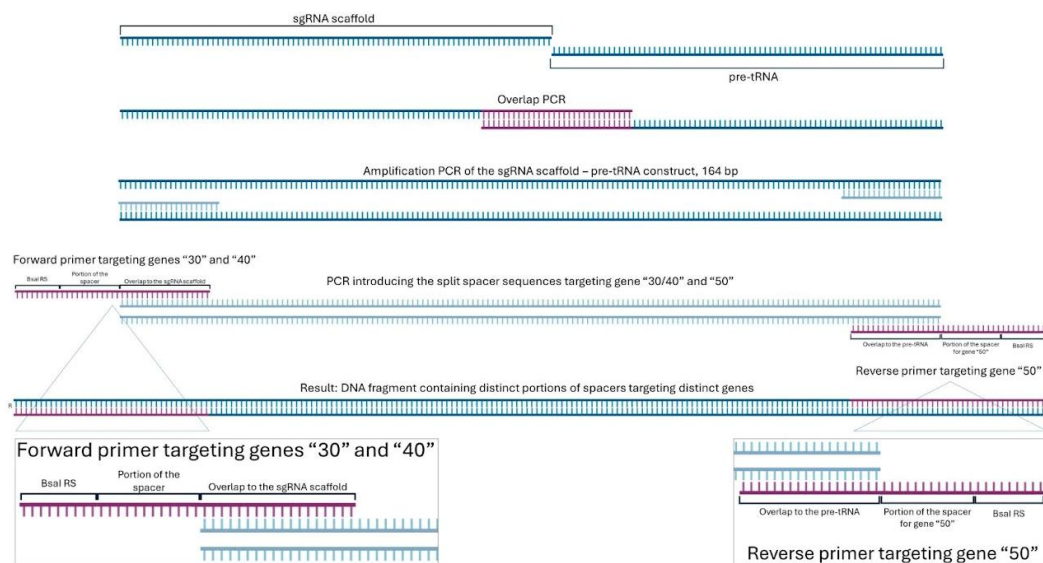 sgRNA scaffold
pre-tRNA
Overlap PCR
Amplification PCR of the sgRNA scaffold – pre-tRNA construct, 164 bp
Forward primer targeting genes “30” and “40”
BsaI RS
Portion of the
spacer
Overlap to the sgRNA scaffold
PCR introducing the split spacer sequences targeting gene “30/40” and “50”
Overlap to the pre-tRNA
Portion of the spacer
for gene “50”
BsaI RS
Reverse primer targeting gene “50”
Result: DNA fragment containing distinct portions of spacers targeting distinct genes
R
Forward primer targeting genes “30” and “40”
BsaI RS
Portion of the
spacer
Overlap to the sgRNA scaffold
Overlap to the pre-tRNA
Portion of the spacer
for gene “50”
BsaI RS
Reverse primer targeting gene “50”